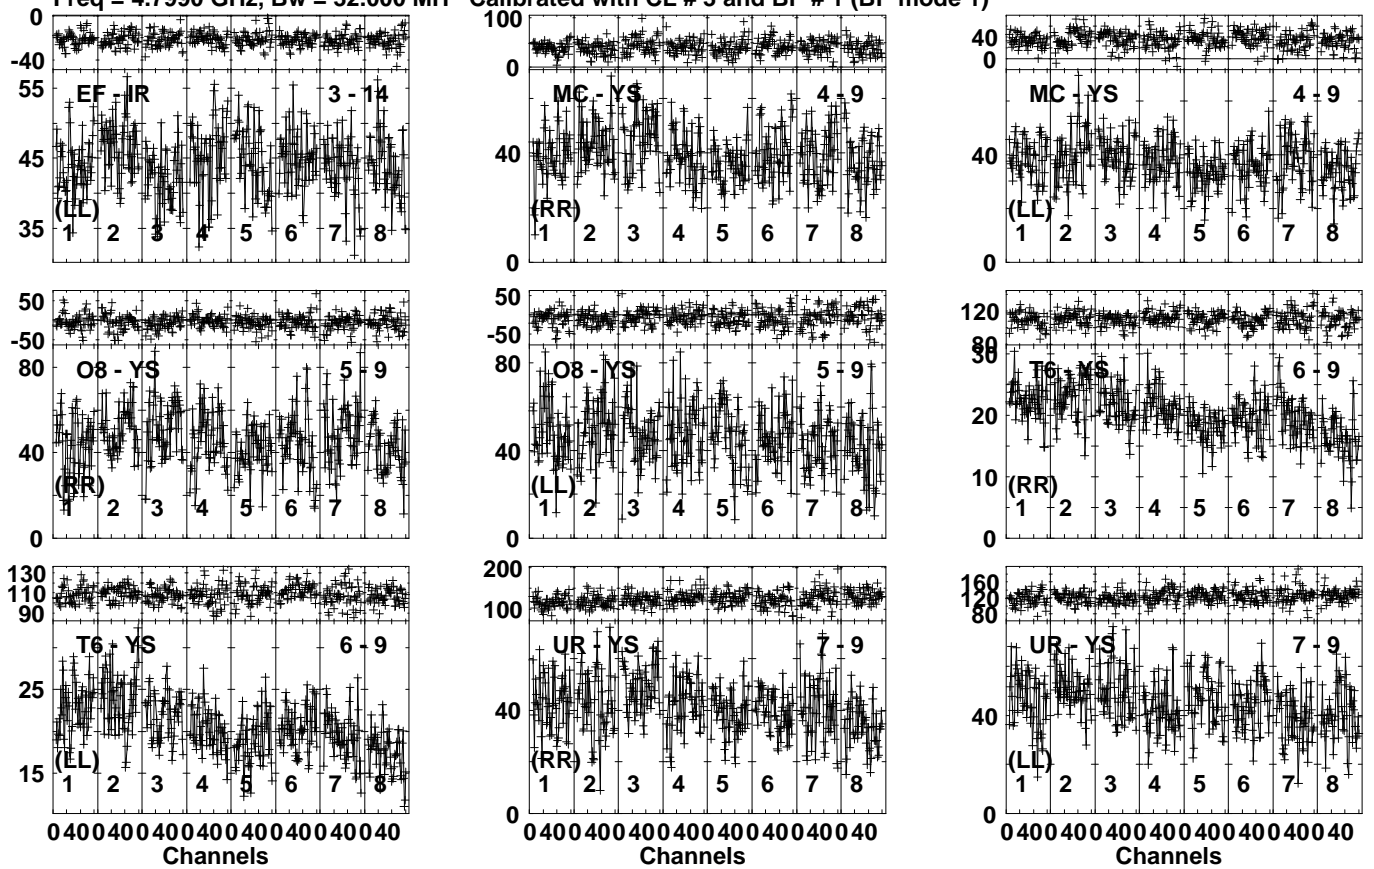 Freq = 4.7990 GHz, Bw = 32.000 MH Calibrated with CL # 3 and BP # 1 (BP mode 1)
0
-40
55
45
35
EF - IR 3 - 14
(LL)
1 2 3 4 5 6 7 8
100
0
40
0
MC - YS 4 - 9
(RR)
1 2 3 4 5 6 7 8
40
0
40
0
MC - YS 4 - 9
(LL)
1 2 3 4 5 6 7 8
50
-50
80
40
0
O8 - YS 5 - 9
(RR)
1 2 3 4 5 6 7 8
50
-50
80
40
0
O8 - YS 5 - 9
(LL)
1 2 3 4 5 6 7 8
120
80
30
20
10
0
T6 - YS 6 - 9
(RR)
1 2 3 4 5 6 7 8
130
110
90
25
15
T6 - YS 6 - 9
(LL)
1 2 3 4 5 6 7 8
0 40 0 40 0 40 0 40 0 40 0 40 0 40 0 40
Channels
200
100
40
0
UR - YS 7 - 9
(RR)
1 2 3 4 5 6 7 8
0 40 0 40 0 40 0 40 0 40 0 40 0 40 0 40
Channels
160
120
80
40
0
UR - YS 7 - 9
(LL)
1 2 3 4 5 6 7 8
0 40 0 40 0 40 0 40 0 40 0 40 0 40 0 40
Channels